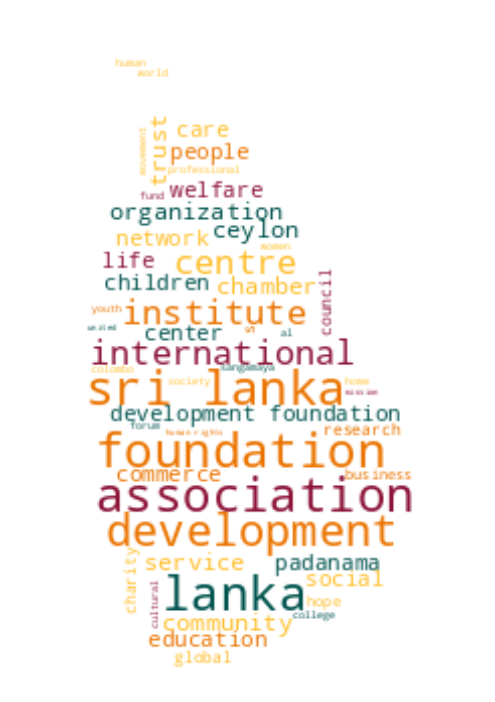 human
world
trust
care
movement
people
professional
fund
welfare
organization
ceylon
network
women
life
centre
children
chamber
council
youth
institute
united
center
st
al
international
colombo
sangamaya
sri lanka
society
home
mission
development foundation
forum
human rights
research
foundation
commerce
business
association
development
charity
service
padanama
social
cultural
lanka
hope
college
community
education
global